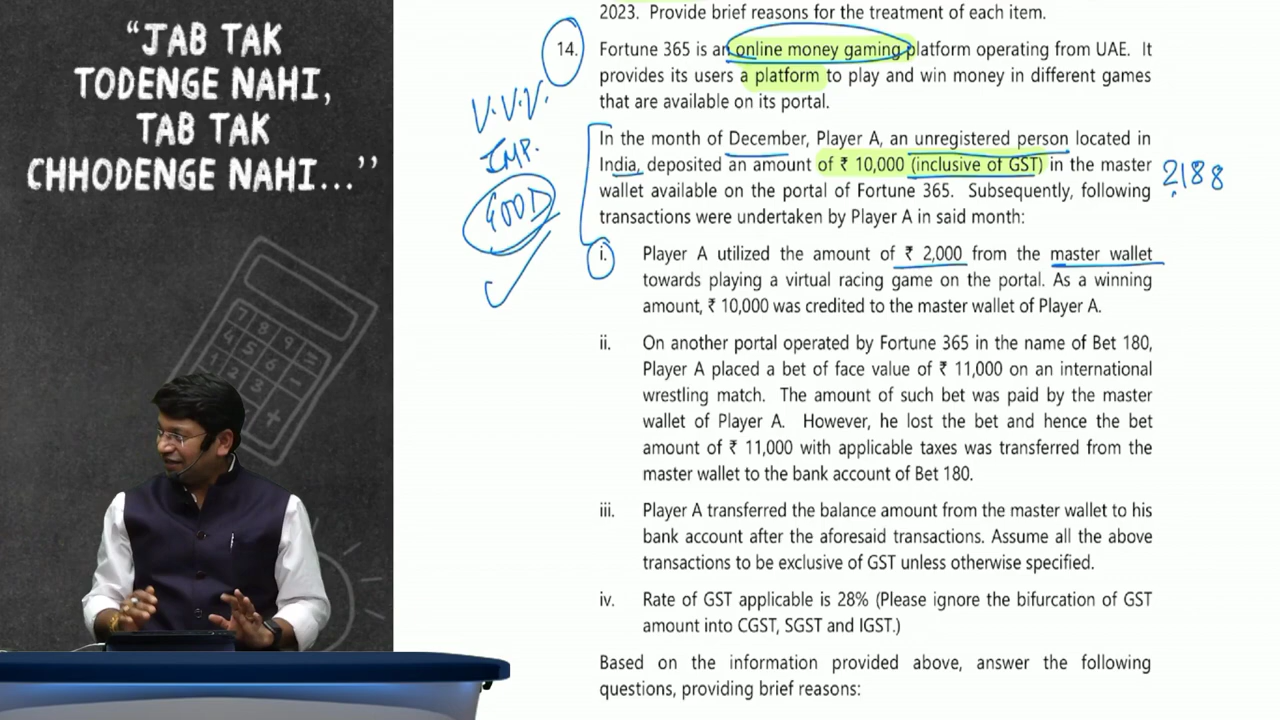 “JAB TAK
TODENGE NAHI,
TAB TAK
CHHODENGE NAHI...’’
2023. Provide brief reasons for the treatment of each item.
14. Fortune 365 is an online money gaming platform operating from UAE. It
provides its users a platform to play and win money in different games
that are available on its portal.
V.V.V.
IMP.
GOOD
In the month of December, Player A, an unregistered person located in
India, deposited an amount of ₹ 10,000 (inclusive of GST) in the master
2188
wallet available on the portal of Fortune 365. Subsequently, following
transactions were undertaken by Player A in said month:
i. Player A utilized the amount of ₹ 2,000 from the master wallet
towards playing a virtual racing game on the portal. As a winning
amount, ₹ 10,000 was credited to the master wallet of Player A.
ii. On another portal operated by Fortune 365 in the name of Bet 180,
Player A placed a bet of face value of ₹ 11,000 on an international
wrestling match. The amount of such bet was paid by the master
wallet of Player A. However, he lost the bet and hence the bet
amount of ₹ 11,000 with applicable taxes was transferred from the
master wallet to the bank account of Bet 180.
iii. Player A transferred the balance amount from the master wallet to his
bank account after the aforesaid transactions. Assume all the above
transactions to be exclusive of GST unless otherwise specified.
iv. Rate of GST applicable is 28% (Please ignore the bifurcation of GST
amount into CGST, SGST and IGST.)
Based on the information provided above, answer the following
questions, providing brief reasons:
7 8 9 =
4 5 6 -
1 2 3 +